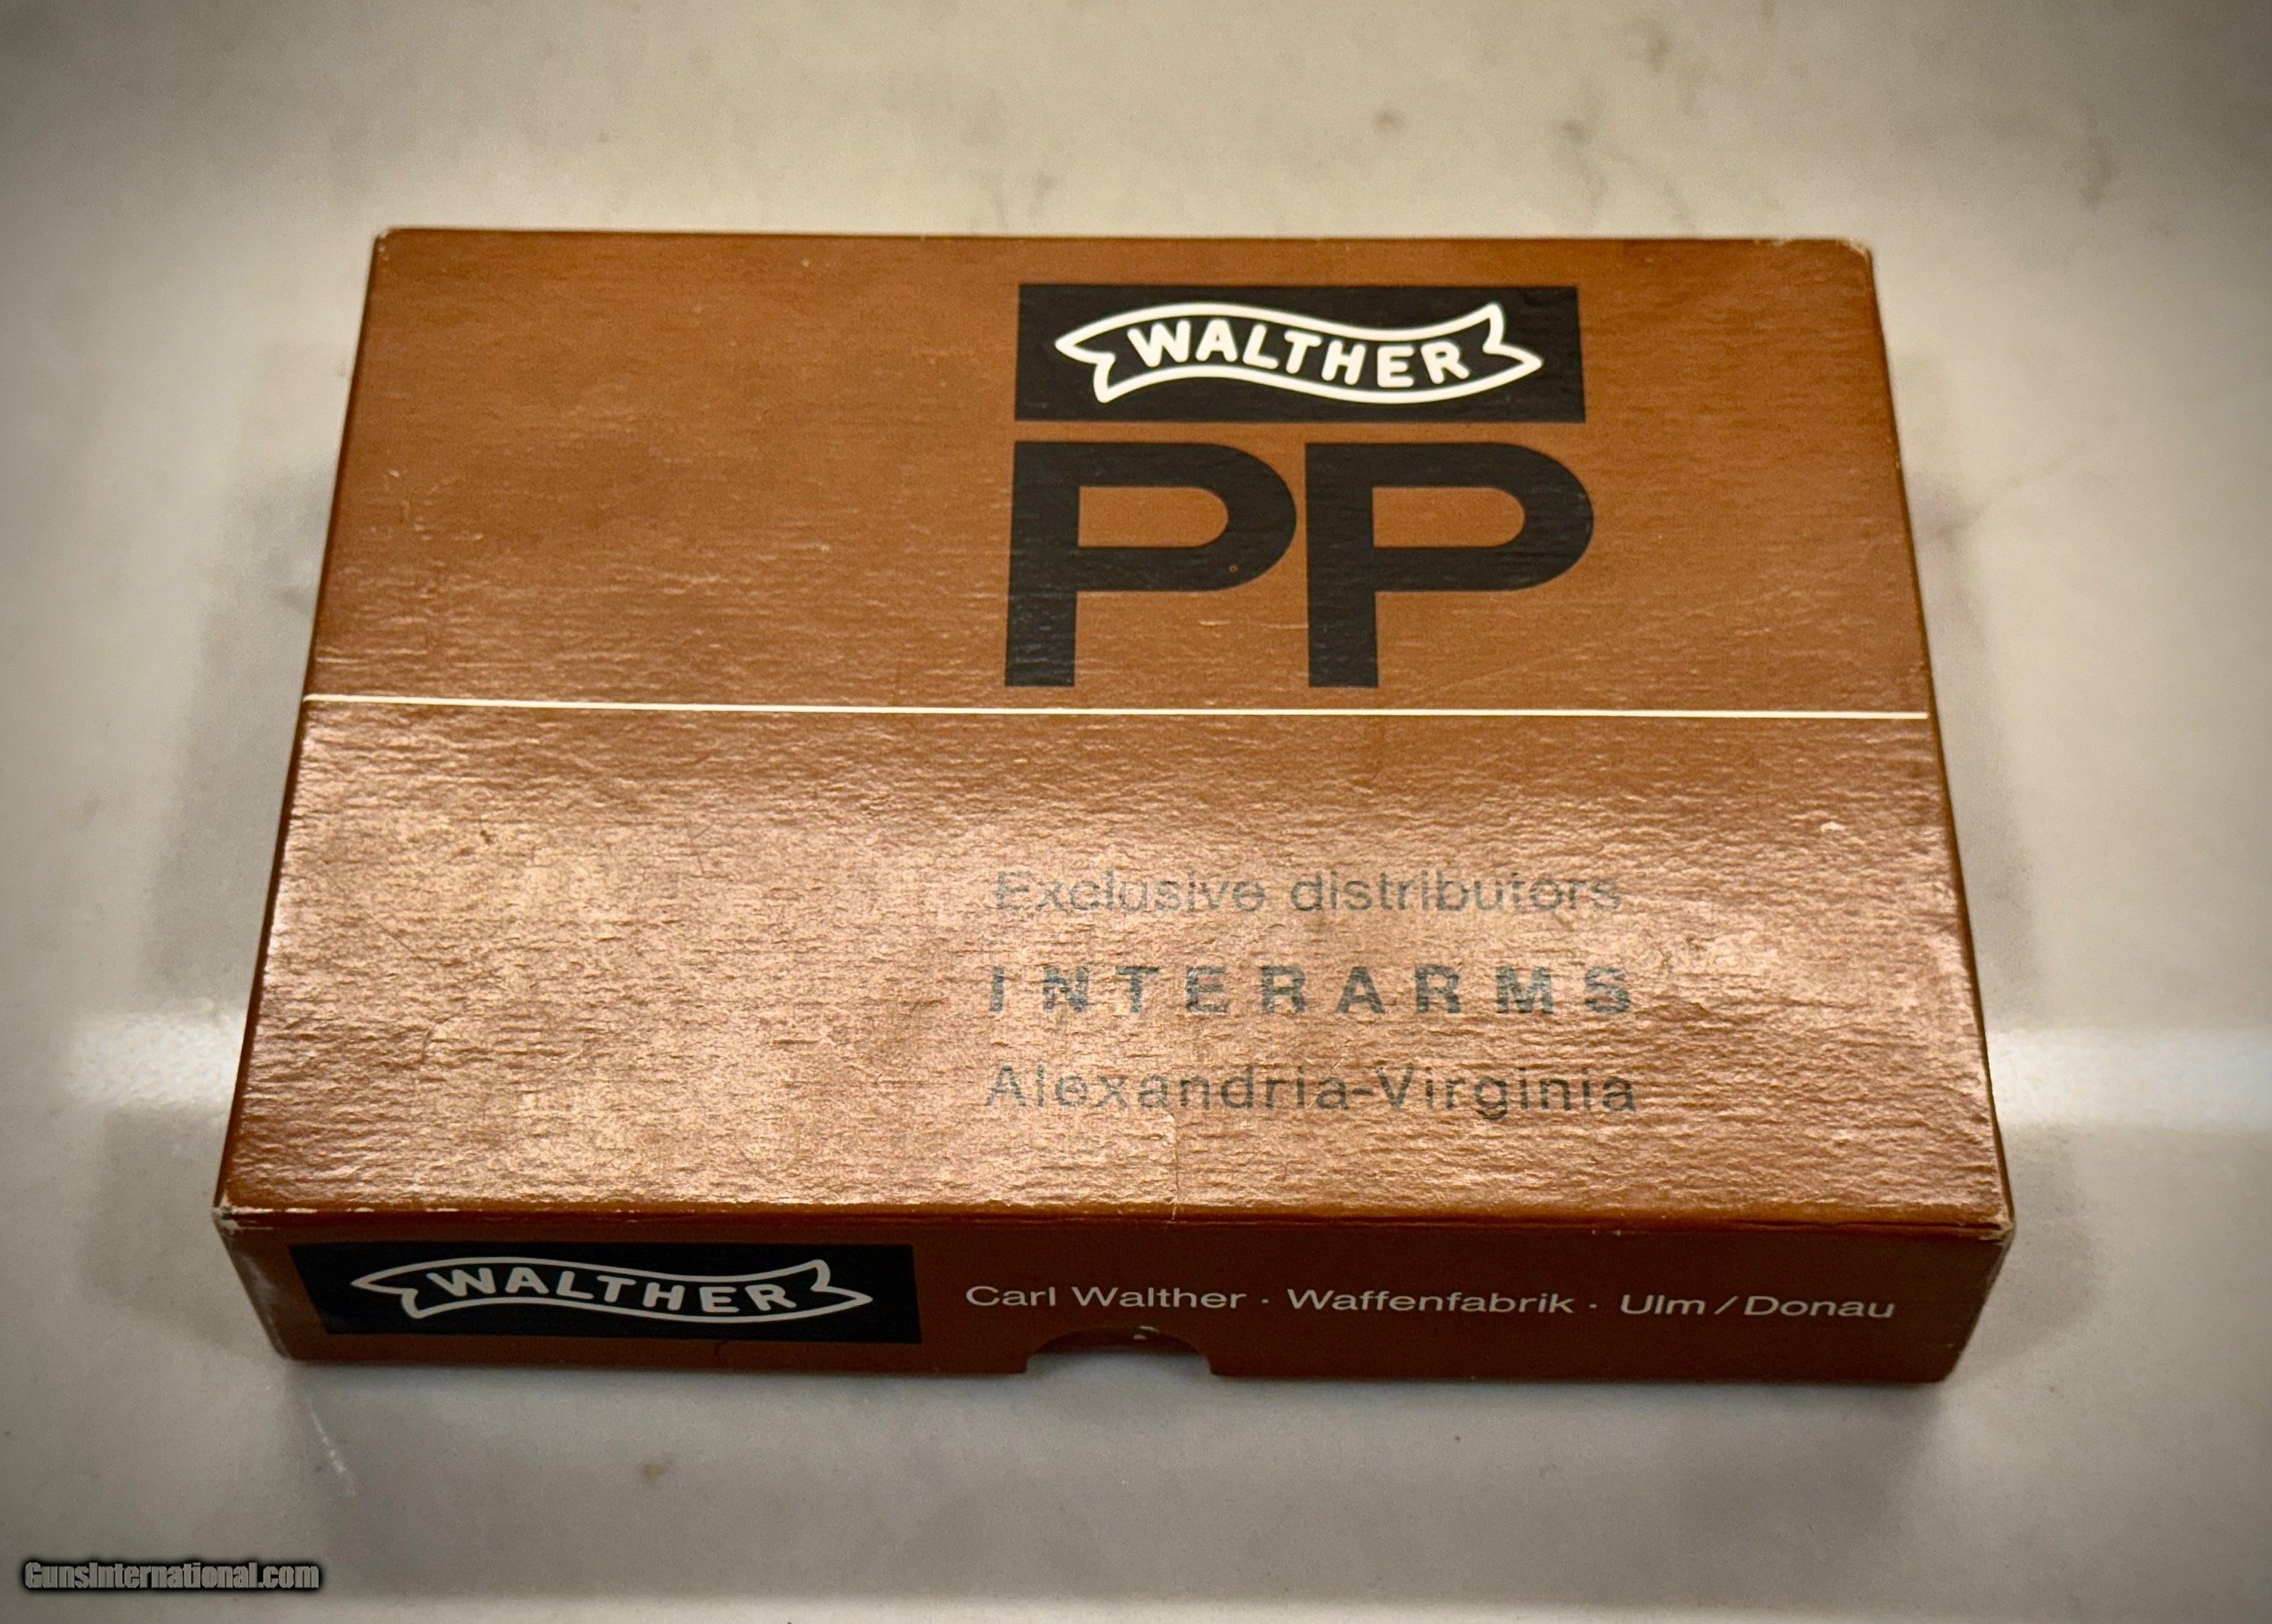 WALTHER
PP
Exclusive distributors
INTERARMS
Alexandria-Virginia
WALTHER
Carl Walther · Waffenfabrik · Ulm / Donau
GunsInternational.com